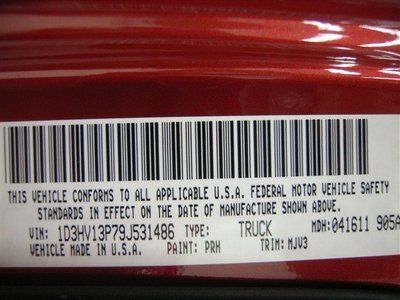 THIS VEHICLE CONFORMS TO ALL APPLICABLE U.S.A. FEDERAL MOTOR VEHICLE SAFETY
STANDARDS IN EFFECT ON THE DATE OF MANUFACTURE SHOWN ABOVE.
VIN: 1D3HV13P79J531486 TYPE: TRUCK MDH:041611 905A
VEHICLE MADE IN U.S.A. PAINT: PRH TRIM: MJV3